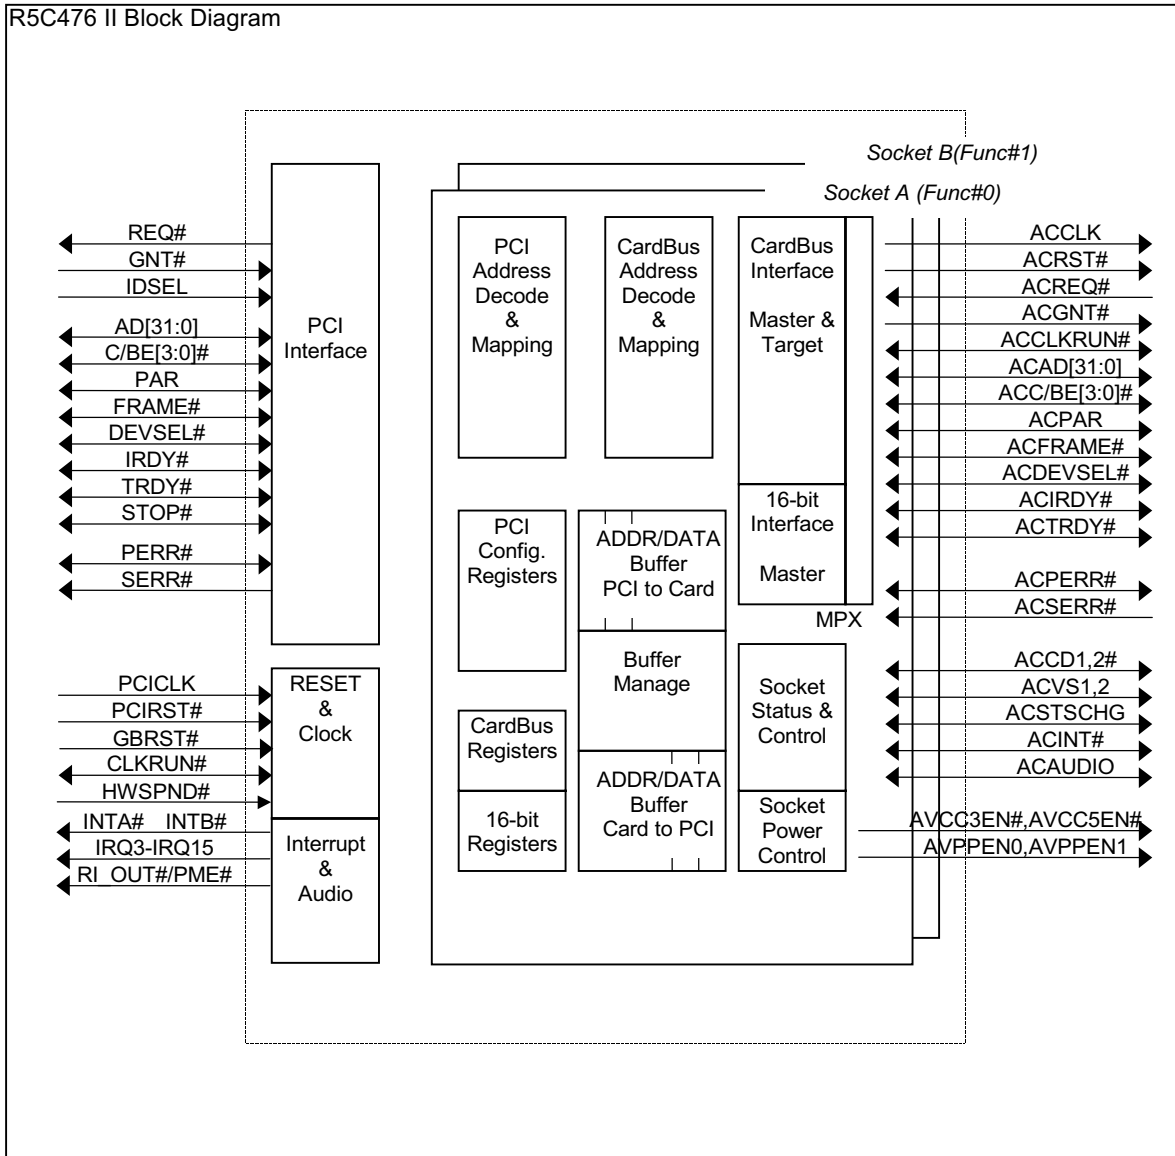 R5C476 II Block Diagram
Socket B(Func#1)
Socket A (Func#0)
REQ#
GNT#
IDSEL
AD[31:0]
C/BE[3:0]#
PAR
FRAME#
DEVSEL#
IRDY#
TRDY#
STOP#
PERR#
SERR#
PCICLK
PCIRST#
GBRST#
CLKRUN#
HWSPND#
INTA# INTB#
IRQ3-IRQ15
RI_OUT#/PME#
PCI
Interface
RESET
&
Clock
Interrupt
&
Audio
PCI
Address
Decode
&
Mapping
CardBus
Address
Decode
&
Mapping
CardBus
Interface
Master &
Target
16-bit
Interface
Master
MPX
PCI
Config.
Registers
ADDR/DATA
Buffer
PCI to Card
Buffer
Manage
ADDR/DATA
Buffer
Card to PCI
CardBus
Registers
16-bit
Registers
Socket
Status &
Control
Socket
Power
Control
ACCLK
ACRST#
ACREQ#
ACGNT#
ACCLKRUN#
ACAD[31:0]
ACC/BE[3:0]#
ACPAR
ACFRAME#
ACDEVSEL#
ACIRDY#
ACTRDY#
ACPERR#
ACSERR#
ACCD1,2#
ACVS1,2
ACSTSCHG
ACINT#
ACAUDIO
AVCC3EN#,AVCC5EN#
AVPPEN0,AVPPEN1